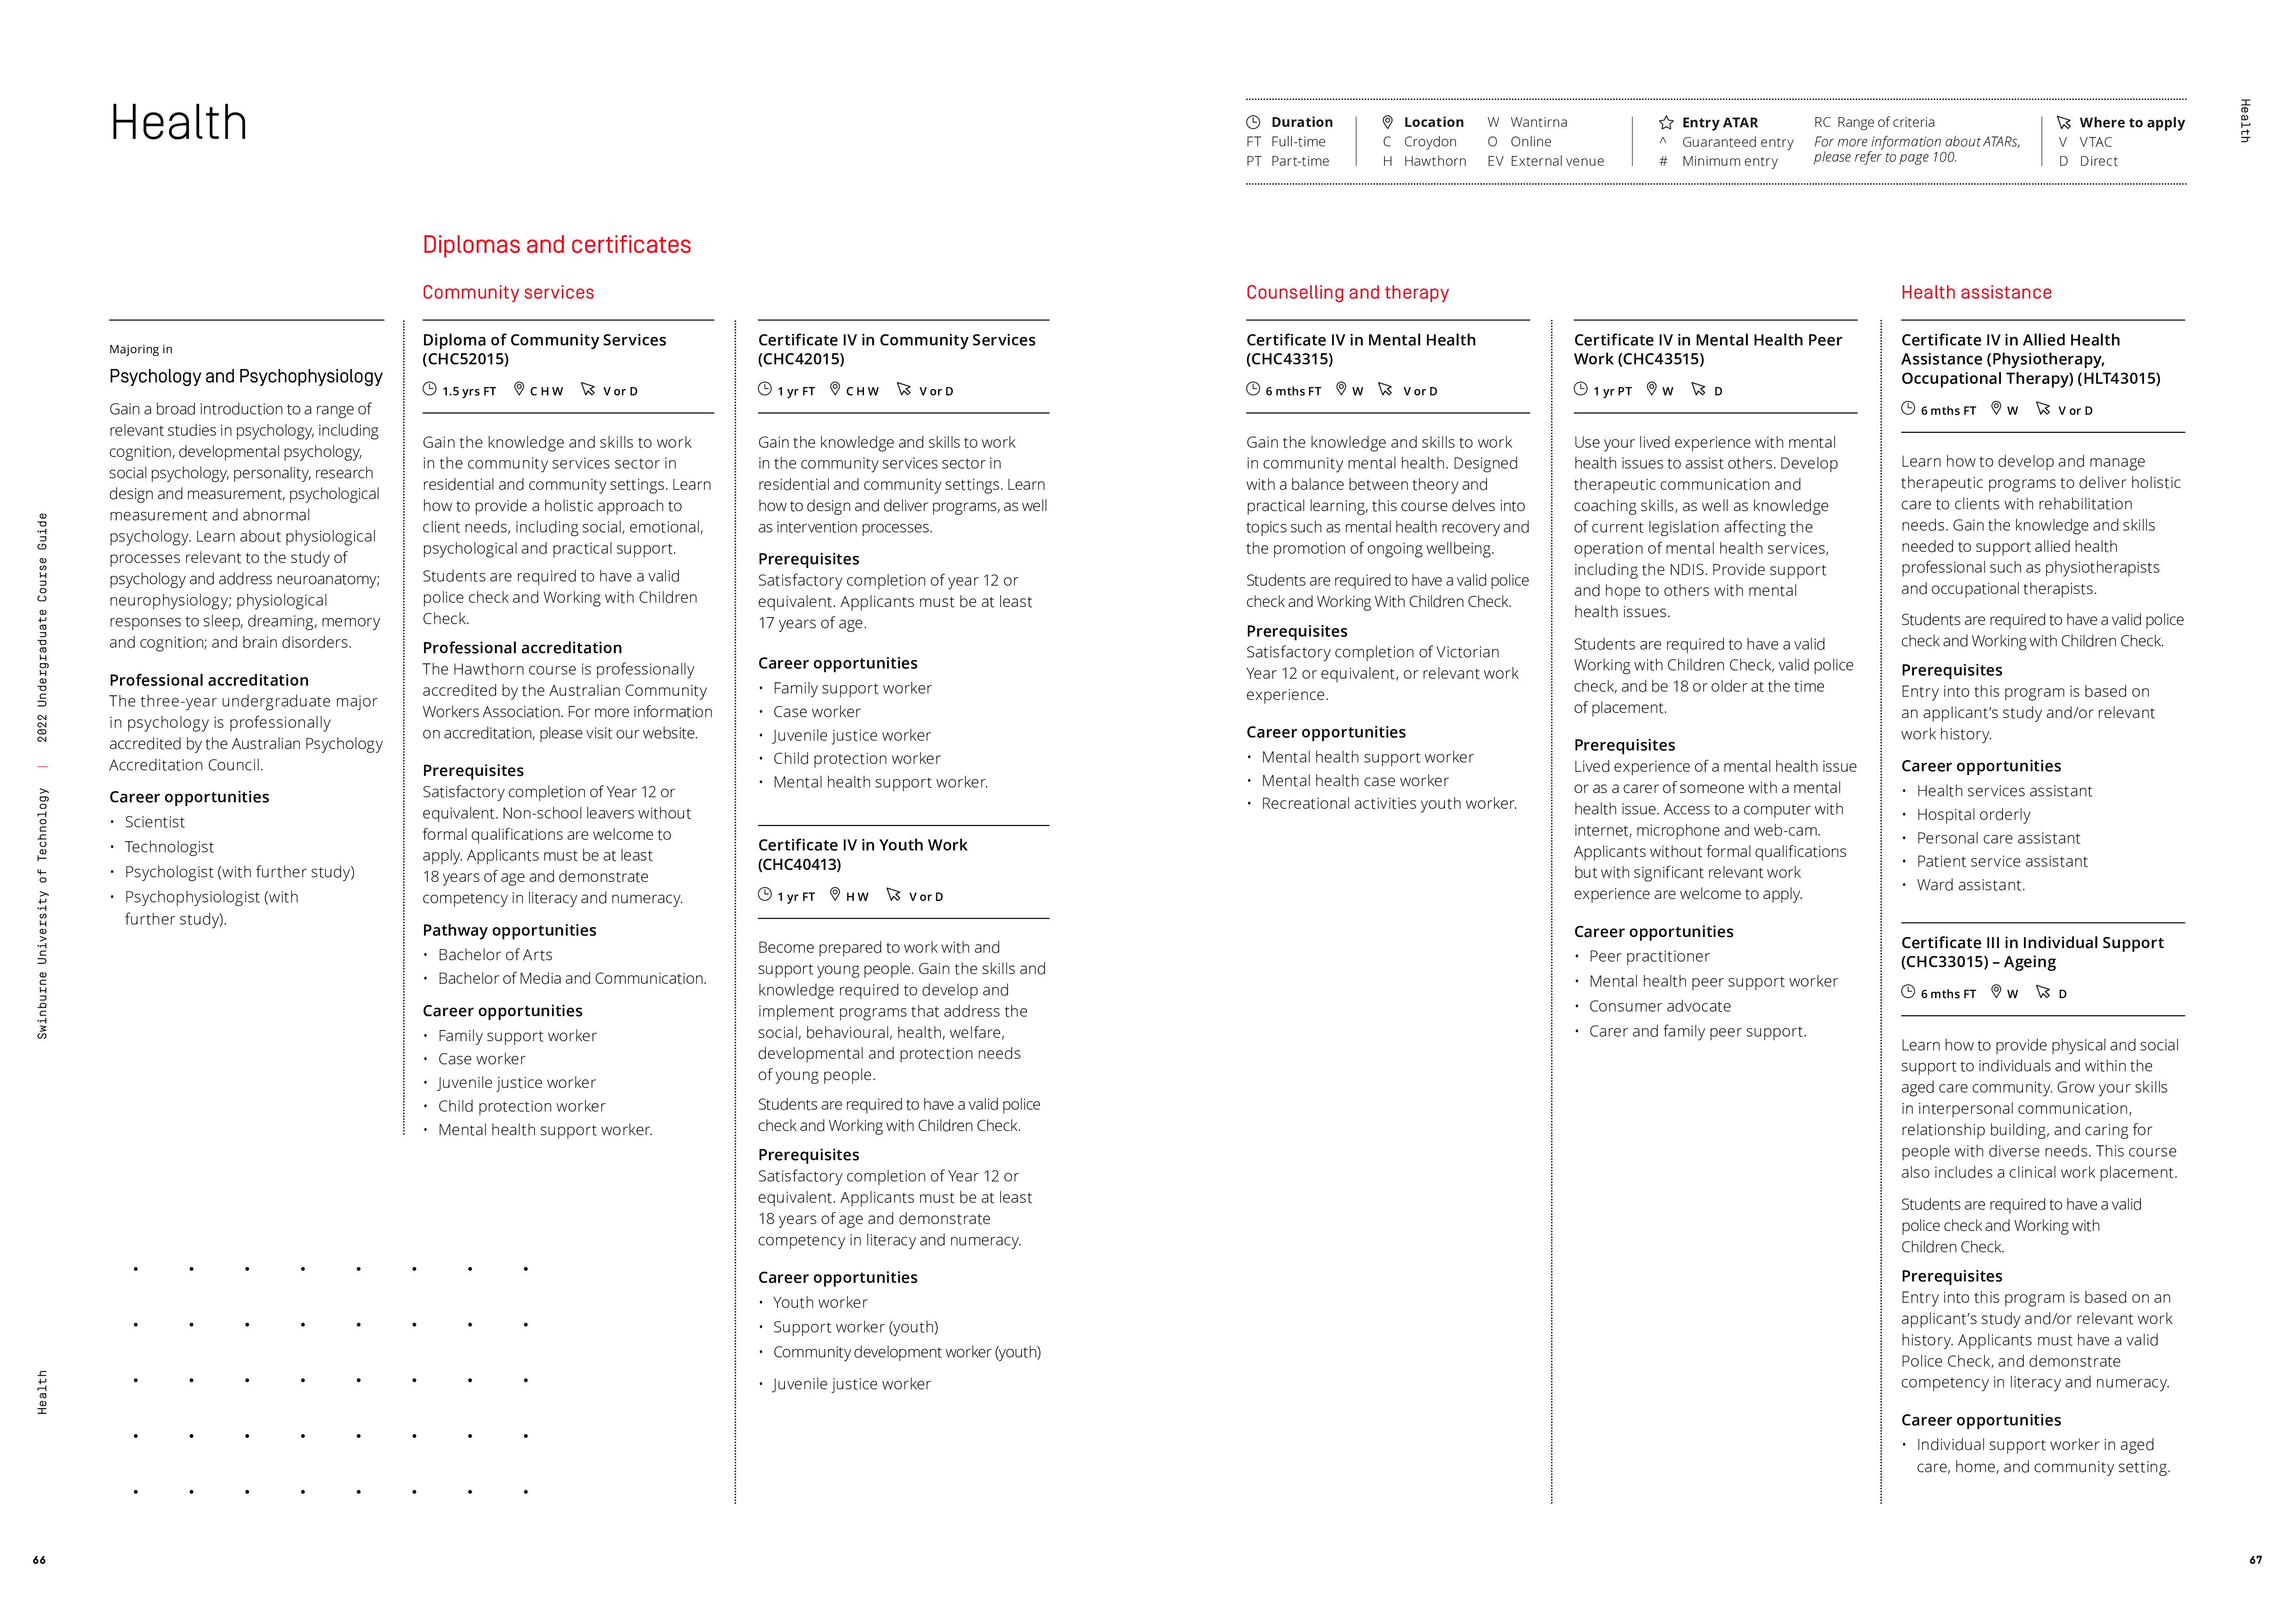 Health
Duration
FT Full-time
PT Part-time
Location
C Croydon
H Hawthorn
W Wantirna
O Online
EV External venue
Entry ATAR
^ Guaranteed entry
# Minimum entry
RC Range of criteria
For more information about ATARs,
please refer to page 100.
Where to apply
V VTAC
D Direct
Health
Majoring in
Psychology and Psychophysiology
Gain a broad introduction to a range of
relevant studies in psychology, including
cognition, developmental psychology,
social psychology, personality, research
design and measurement, psychological
measurement and abnormal
psychology. Learn about physiological
processes relevant to the study of
psychology and address neuroanatomy;
neurophysiology; physiological
responses to sleep, dreaming, memory
and cognition; and brain disorders.
Professional accreditation
The three-year undergraduate major
in psychology is professionally
accredited by the Australian Psychology
Accreditation Council.
Career opportunities
• Scientist
• Technologist
• Psychologist (with further study)
• Psychophysiologist (with
further study).
Diplomas and certificates
Community services
Diploma of Community Services
(CHC52015)
1.5 yrs FT C H W V or D
Gain the knowledge and skills to work
in the community services sector in
residential and community settings. Learn
how to provide a holistic approach to
client needs, including social, emotional,
psychological and practical support.
Students are required to have a valid
police check and Working with Children
Check.
Professional accreditation
The Hawthorn course is professionally
accredited by the Australian Community
Workers Association. For more information
on accreditation, please visit our website.
Prerequisites
Satisfactory completion of Year 12 or
equivalent. Non-school leavers without
formal qualifications are welcome to
apply. Applicants must be at least
18 years of age and demonstrate
competency in literacy and numeracy.
Pathway opportunities
• Bachelor of Arts
• Bachelor of Media and Communication.
Career opportunities
• Family support worker
• Case worker
• Juvenile justice worker
• Child protection worker
• Mental health support worker.
Certificate IV in Community Services
(CHC42015)
1 yr FT C H W V or D
Gain the knowledge and skills to work
in the community services sector in
residential and community settings. Learn
how to design and deliver programs, as well
as intervention processes.
Prerequisites
Satisfactory completion of year 12 or
equivalent. Applicants must be at least
17 years of age.
Career opportunities
• Family support worker
• Case worker
• Juvenile justice worker
• Child protection worker
• Mental health support worker.
Certificate IV in Youth Work
(CHC40413)
1 yr FT H W V or D
Become prepared to work with and
support young people. Gain the skills and
knowledge required to develop and
implement programs that address the
social, behavioural, health, welfare,
developmental and protection needs
of young people.
Students are required to have a valid police
check and Working with Children Check.
Prerequisites
Satisfactory completion of Year 12 or
equivalent. Applicants must be at least
18 years of age and demonstrate
competency in literacy and numeracy.
Career opportunities
• Youth worker
• Support worker (youth)
• Community development worker (youth)
• Juvenile justice worker
Counselling and therapy
Certificate IV in Mental Health
(CHC43315)
6 mths FT W V or D
Gain the knowledge and skills to work
in community mental health. Designed
with a balance between theory and
practical learning, this course delves into
topics such as mental health recovery and
the promotion of ongoing wellbeing.
Students are required to have a valid police
check and Working With Children Check.
Prerequisites
Satisfactory completion of Victorian
Year 12 or equivalent, or relevant work
experience.
Career opportunities
• Mental health support worker
• Mental health case worker
• Recreational activities youth worker.
Certificate IV in Mental Health Peer
Work (CHC43515)
1 yr PT W D
Use your lived experience with mental
health issues to assist others. Develop
therapeutic communication and
coaching skills, as well as knowledge
of current legislation affecting the
operation of mental health services,
including the NDIS. Provide support
and hope to others with mental
health issues.
Students are required to have a valid
Working with Children Check, valid police
check, and be 18 or older at the time
of placement.
Prerequisites
Lived experience of a mental health issue
or as a carer of someone with a mental
health issue. Access to a computer with
internet, microphone and web-cam.
Applicants without formal qualifications
but with significant relevant work
experience are welcome to apply.
Career opportunities
• Peer practitioner
• Mental health peer support worker
• Consumer advocate
• Carer and family peer support.
Health assistance
Certificate IV in Allied Health
Assistance (Physiotherapy,
Occupational Therapy) (HLT43015)
6 mths FT W V or D
Learn how to develop and manage
therapeutic programs to deliver holistic
care to clients with rehabilitation
needs. Gain the knowledge and skills
needed to support allied health
professional such as physiotherapists
and occupational therapists.
Students are required to have a valid police
check and Working with Children Check.
Prerequisites
Entry into this program is based on
an applicant's study and/or relevant
work history.
Career opportunities
• Health services assistant
• Hospital orderly
• Personal care assistant
• Patient service assistant
• Ward assistant.
Certificate III in Individual Support
(CHC33015) – Ageing
6 mths FT W D
Learn how to provide physical and social
support to individuals and within the
aged care community. Grow your skills
in interpersonal communication,
relationship building, and caring for
people with diverse needs. This course
also includes a clinical work placement.
Students are required to have a valid
police check and Working with
Children Check.
Prerequisites
Entry into this program is based on an
applicant's study and/or relevant work
history. Applicants must have a valid
Police Check, and demonstrate
competency in literacy and numeracy.
Career opportunities
• Individual support worker in aged
care, home, and community setting.
Swinburne University of Technology | 2022 Undergraduate Course Guide
Health
66
67